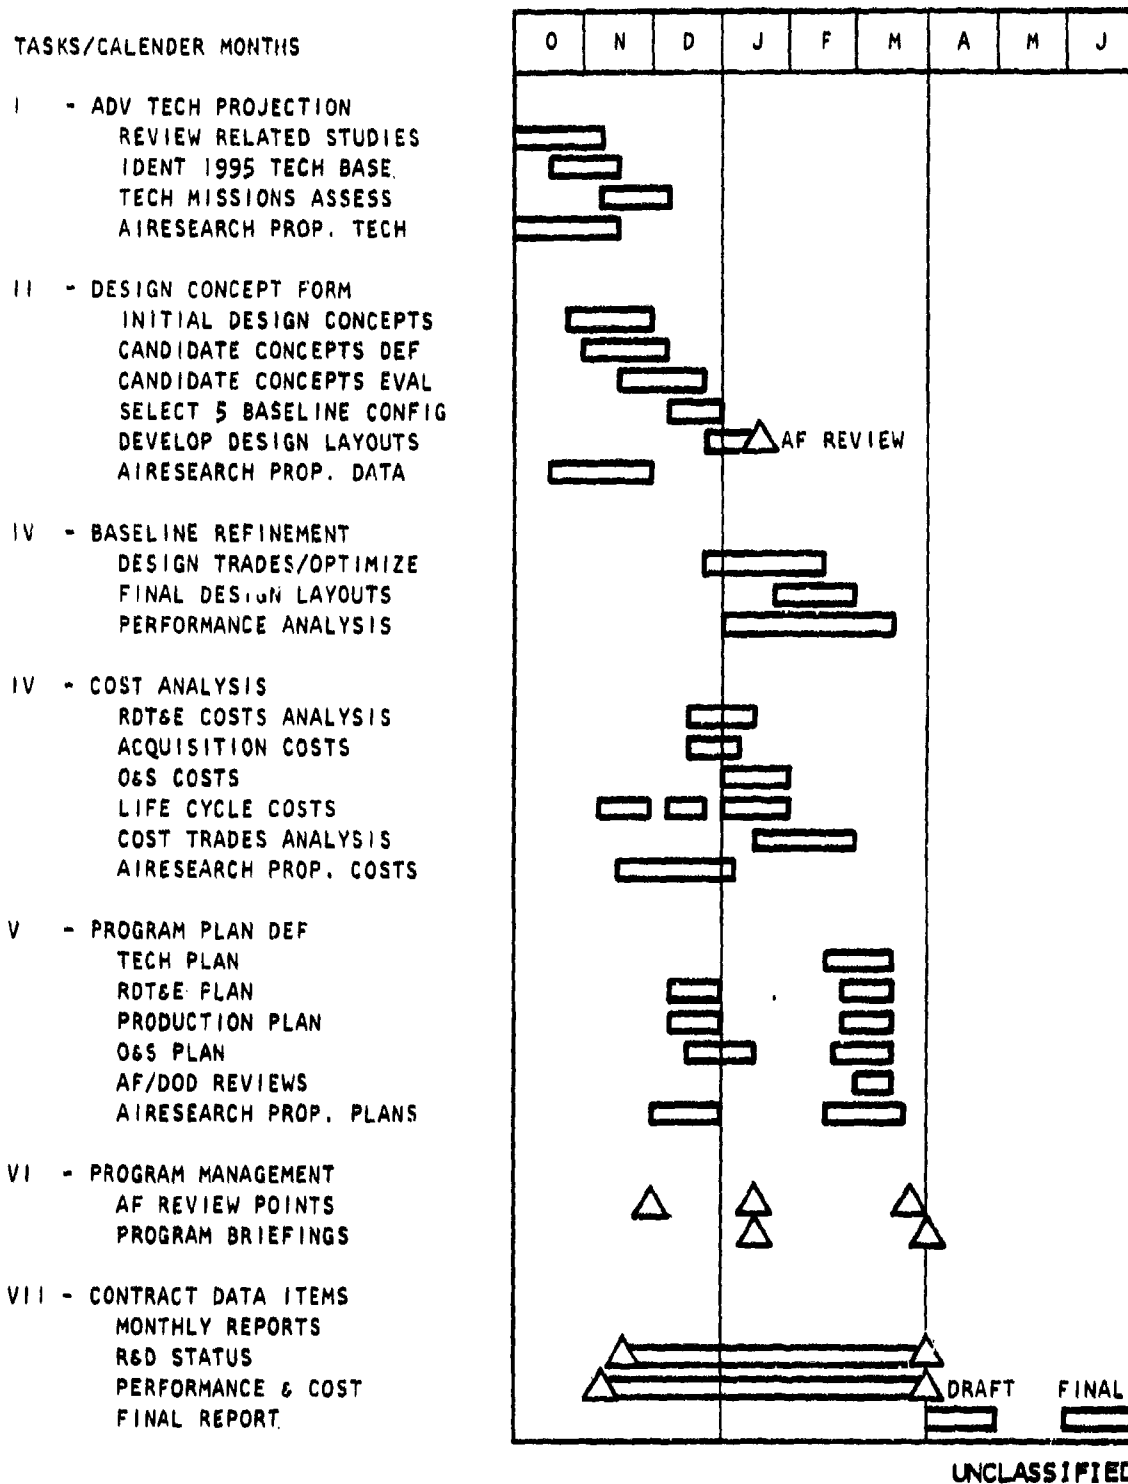 TASKS/CALENDER MONTHS O N D J F M A M J
I - ADV TECH PROJECTION
REVIEW RELATED STUDIES
IDENT 1995 TECH BASE
TECH MISSIONS ASSESS
AIRESEARCH PROP. TECH
II - DESIGN CONCEPT FORM
INITIAL DESIGN CONCEPTS
CANDIDATE CONCEPTS DEF
CANDIDATE CONCEPTS EVAL
SELECT 5 BASELINE CONFIG
DEVELOP DESIGN LAYOUTS AF REVIEW
AIRESEARCH PROP. DATA
IV - BASELINE REFINEMENT
DESIGN TRADES/OPTIMIZE
FINAL DESIGN LAYOUTS
PERFORMANCE ANALYSIS
IV - COST ANALYSIS
RDT&E COSTS ANALYSIS
ACQUISITION COSTS
O&S COSTS
LIFE CYCLE COSTS
COST TRADES ANALYSIS
AIRESEARCH PROP. COSTS
V - PROGRAM PLAN DEF
TECH PLAN
RDT&E PLAN
PRODUCTION PLAN
O&S PLAN
AF/DOD REVIEWS
AIRESEARCH PROP. PLANS
VI - PROGRAM MANAGEMENT
AF REVIEW POINTS
PROGRAM BRIEFINGS
VII - CONTRACT DATA ITEMS
MONTHLY REPORTS
R&D STATUS
PERFORMANCE & COST DRAFT FINAL
FINAL REPORT
UNCLASSIFIED